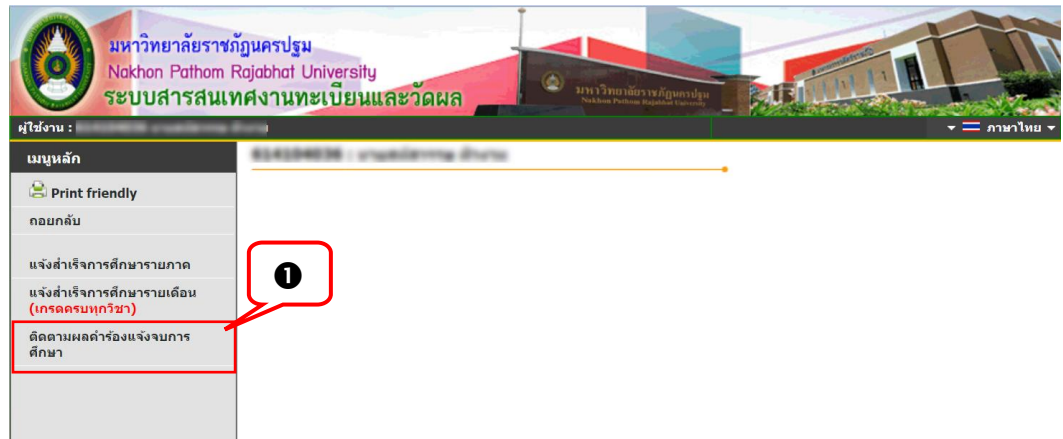 มหาวิทยาลัยราชภัฏนครปฐม
Nakhon Pathom Rajabhat University
ระบบสารสนเทศงานทะเบียนและวัดผล
มหาวิทยาลัยราชภัฏนครปฐม
Nakhon Pathom Rajabhat University
ผู้ใช้งาน :
ภาษาไทย
เมนูหลัก
Print friendly
ถอยกลับ
แจ้งสำเร็จการศึกษารายภาค
แจ้งสำเร็จการศึกษารายเดือน
(เกรดครบทุกวิชา)
ติดตามผลคำร้องแจ้งจบการ
ศึกษา
❶